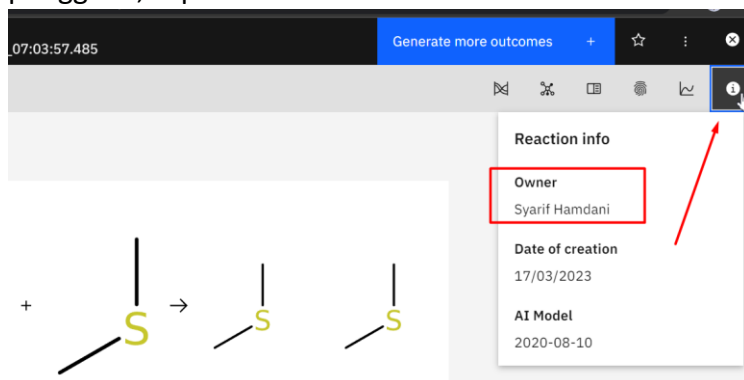 _07:03:57.485
Generate more outcomes +
Reaction info
Owner
Syarif Hamdani
Date of creation
17/03/2023
AI Model
2020-08-10
+ S → S S